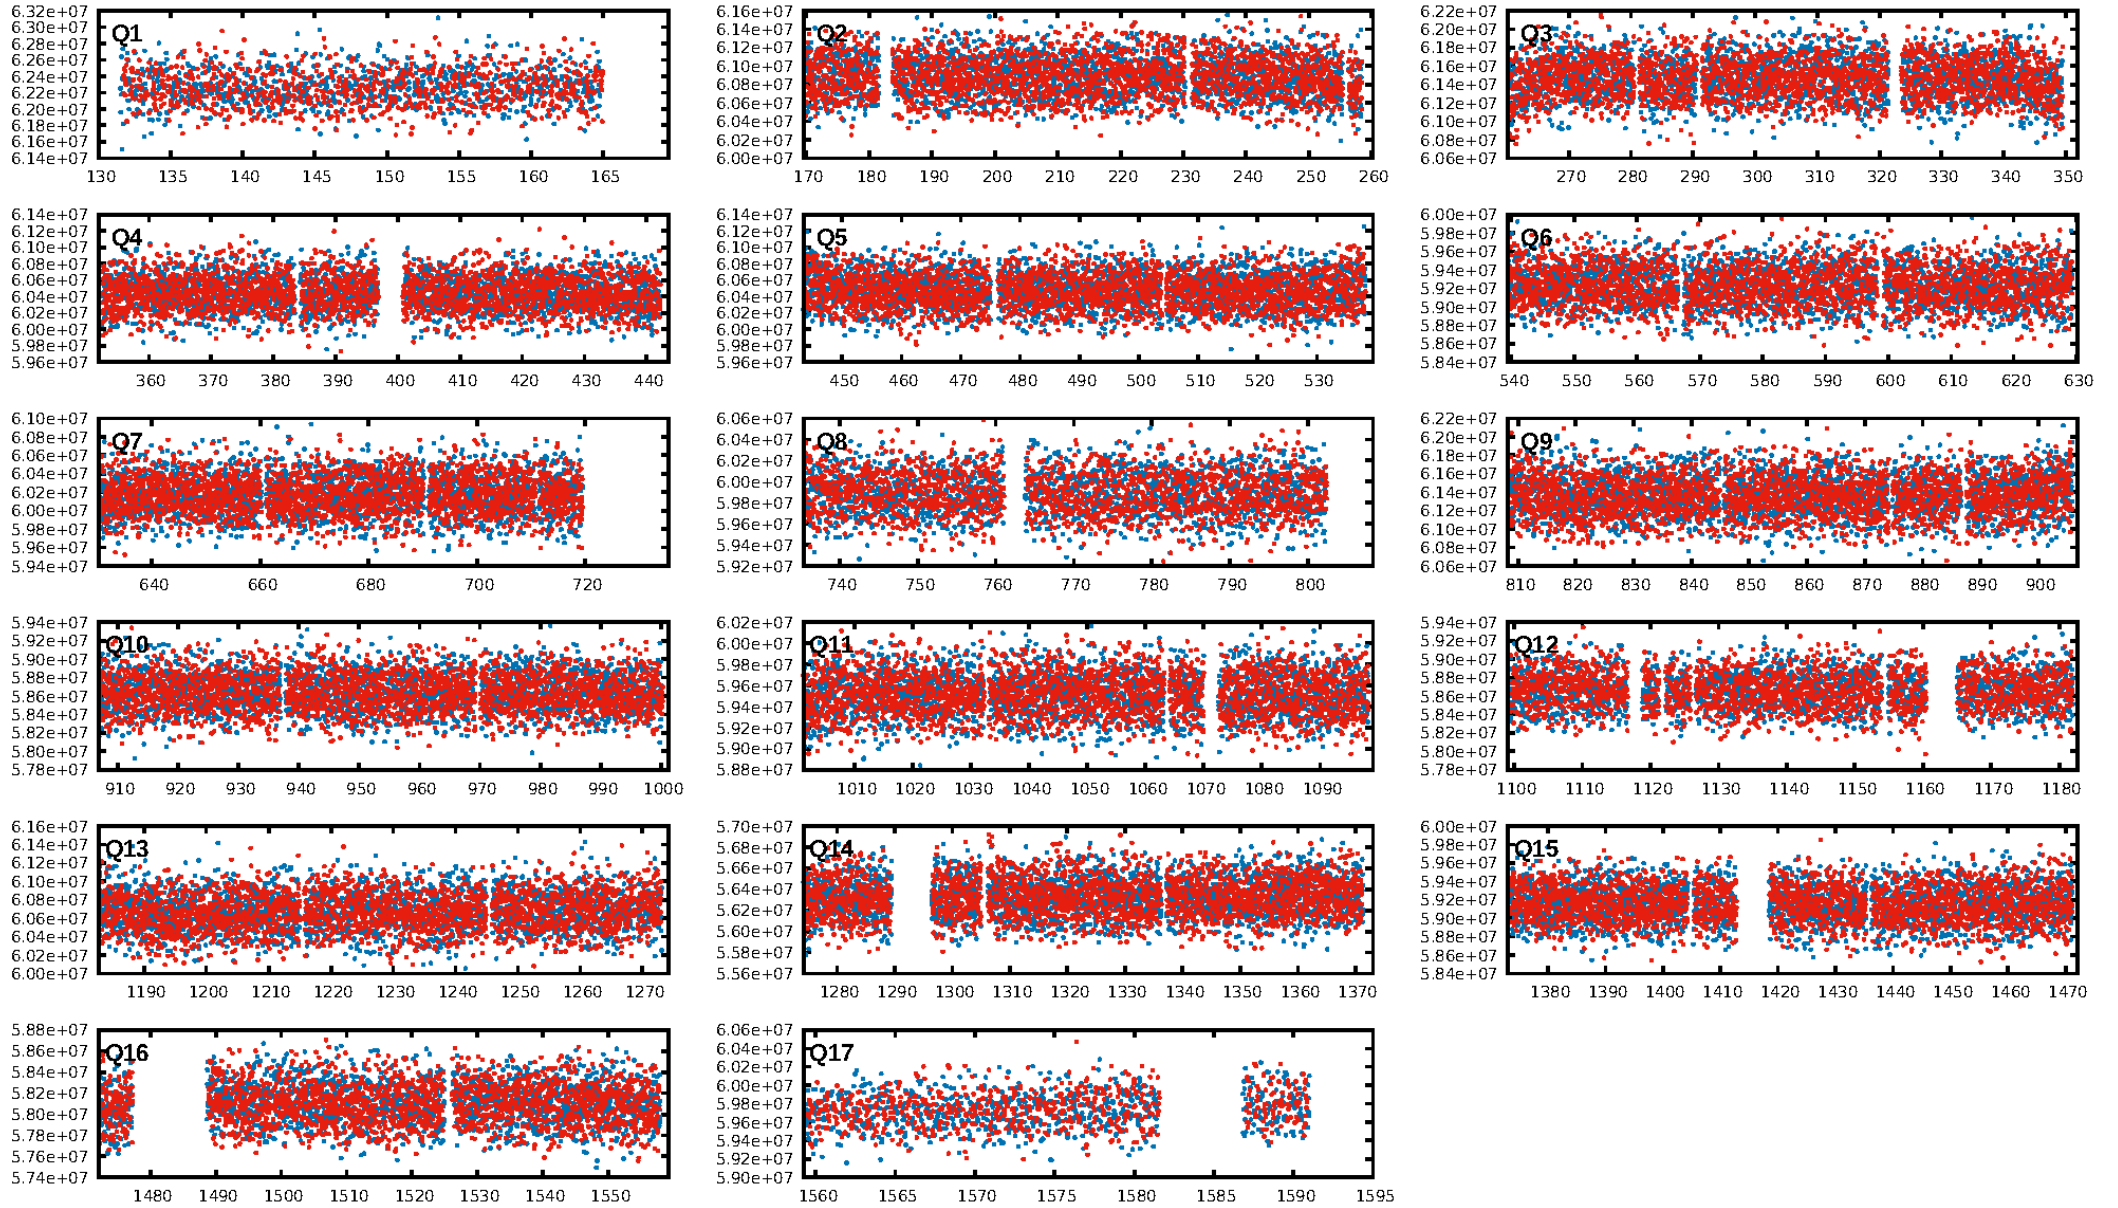 6.32e+07
6.30e+07
6.28e+07
6.26e+07
6.24e+07
6.22e+07
6.20e+07
6.18e+07
6.16e+07
6.14e+07
Q1
130 135 140 145 150 155 160 165
6.16e+07
6.14e+07
6.12e+07
6.10e+07
6.08e+07
6.06e+07
6.04e+07
6.02e+07
6.00e+07
Q2
170 180 190 200 210 220 230 240 250 260
6.22e+07
6.20e+07
6.18e+07
6.16e+07
6.14e+07
6.12e+07
6.10e+07
6.08e+07
6.06e+07
Q3
270 280 290 300 310 320 330 340 350
6.14e+07
6.12e+07
6.10e+07
6.08e+07
6.06e+07
6.04e+07
6.02e+07
6.00e+07
5.98e+07
5.96e+07
Q4
360 370 380 390 400 410 420 430 440
6.14e+07
6.12e+07
6.10e+07
6.08e+07
6.06e+07
6.04e+07
6.02e+07
6.00e+07
5.98e+07
5.96e+07
Q5
450 460 470 480 490 500 510 520 530
6.00e+07
5.98e+07
5.96e+07
5.94e+07
5.92e+07
5.90e+07
5.88e+07
5.86e+07
5.84e+07
Q6
540 550 560 570 580 590 600 610 620 630
6.10e+07
6.08e+07
6.06e+07
6.04e+07
6.02e+07
6.00e+07
5.98e+07
5.96e+07
5.94e+07
Q7
640 660 680 700 720
6.06e+07
6.04e+07
6.02e+07
6.00e+07
5.98e+07
5.96e+07
5.94e+07
5.92e+07
Q8
740 750 760 770 780 790 800
6.22e+07
6.20e+07
6.18e+07
6.16e+07
6.14e+07
6.12e+07
6.10e+07
6.08e+07
6.06e+07
Q9
810 820 830 840 850 860 870 880 890 900
5.94e+07
5.92e+07
5.90e+07
5.88e+07
5.86e+07
5.84e+07
5.82e+07
5.80e+07
5.78e+07
Q10
910 920 930 940 950 960 970 980 990 1000
6.02e+07
6.00e+07
5.98e+07
5.96e+07
5.94e+07
5.92e+07
5.90e+07
5.88e+07
Q11
1010 1020 1030 1040 1050 1060 1070 1080 1090
5.94e+07
5.92e+07
5.90e+07
5.88e+07
5.86e+07
5.84e+07
5.82e+07
5.80e+07
5.78e+07
Q12
1100 1110 1120 1130 1140 1150 1160 1170 1180
6.16e+07
6.14e+07
6.12e+07
6.10e+07
6.08e+07
6.06e+07
6.04e+07
6.02e+07
6.00e+07
Q13
1190 1200 1210 1220 1230 1240 1250 1260 1270
5.70e+07
5.68e+07
5.66e+07
5.64e+07
5.62e+07
5.60e+07
5.58e+07
5.56e+07
Q14
1280 1290 1300 1310 1320 1330 1340 1350 1360 1370
6.00e+07
5.98e+07
5.96e+07
5.94e+07
5.92e+07
5.90e+07
5.88e+07
5.86e+07
5.84e+07
Q15
1380 1390 1400 1410 1420 1430 1440 1450 1460 1470
5.88e+07
5.86e+07
5.84e+07
5.82e+07
5.80e+07
5.78e+07
5.76e+07
5.74e+07
Q16
1480 1490 1500 1510 1520 1530 1540 1550
6.06e+07
6.04e+07
6.02e+07
6.00e+07
5.98e+07
5.96e+07
5.94e+07
5.92e+07
5.90e+07
Q17
1560 1565 1570 1575 1580 1585 1590 1595